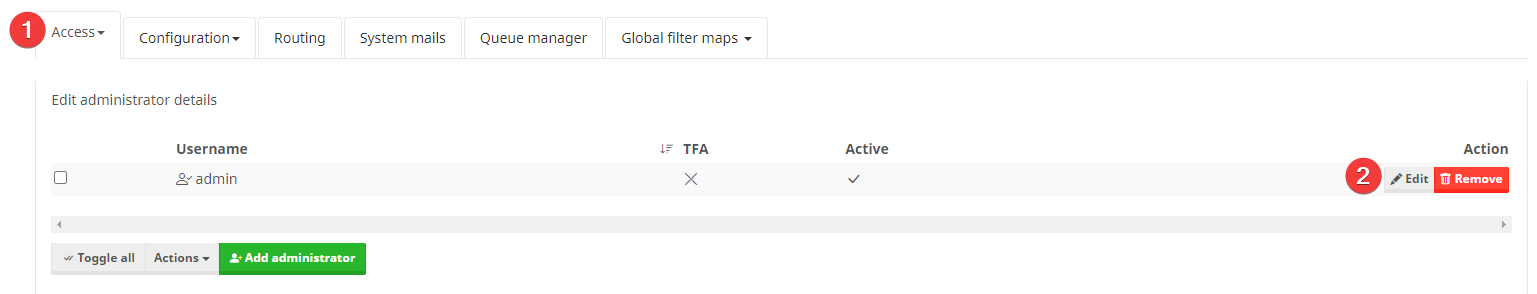 1 Access Configuration Routing System mails Queue manager Global filter maps
Edit administrator details
Username TFA Active Action
admin 2 Edit Remove
Toggle all Actions Add administrator